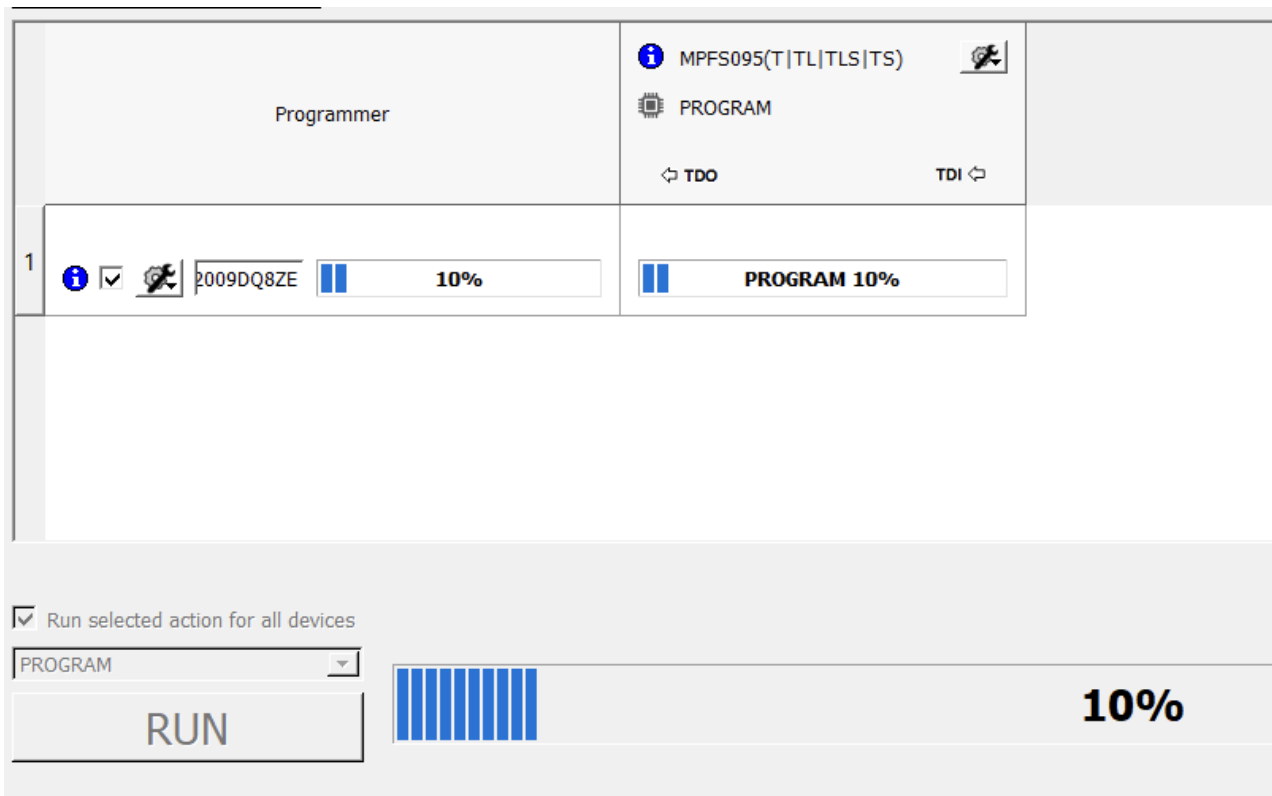 Programmer
MPFS095(T|TL|TLS|TS)
PROGRAM
TDO
TDI
1
2009DQ8ZE
10%
PROGRAM 10%
Run selected action for all devices
PROGRAM
RUN
10%